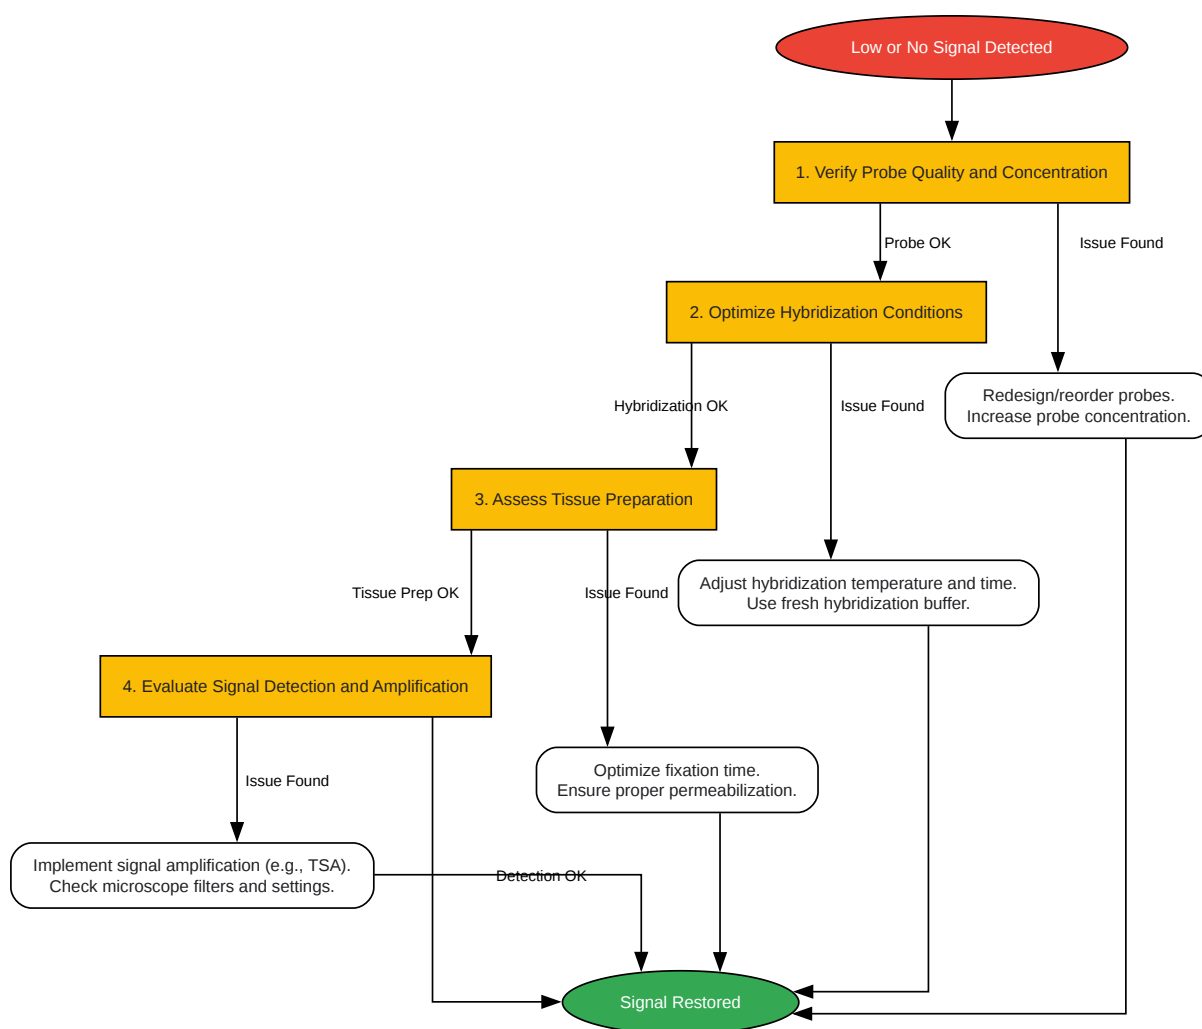 Low or No Signal Detected
1. Verify Probe Quality and Concentration
Probe OK
Issue Found
2. Optimize Hybridization Conditions
Hybridization OK
Issue Found
Redesign/reorder probes.
Increase probe concentration.
3. Assess Tissue Preparation
Tissue Prep OK
Issue Found
Adjust hybridization temperature and time.
Use fresh hybridization buffer.
4. Evaluate Signal Detection and Amplification
Issue Found
Optimize fixation time.
Ensure proper permeabilization.
Implement signal amplification (e.g., TSA).
Check microscope filters and settings.
Detection OK
Signal Restored